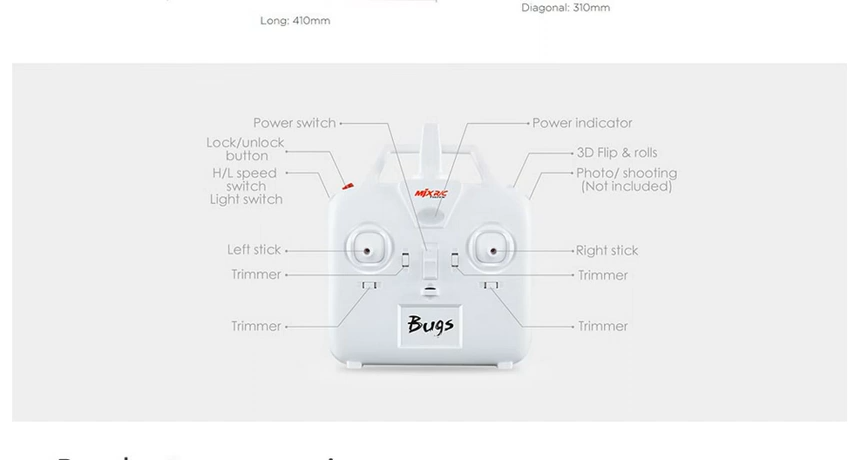 Long: 410mm
Diagonal: 310mm
Power switch
Power indicator
Lock/unlock
button
3D Flip & rolls
H/L speed
switch
Light switch
Photo/ shooting
(Not included)
MJX R/C
Left stick
Right stick
Trimmer
Trimmer
Trimmer
Trimmer
Bugs